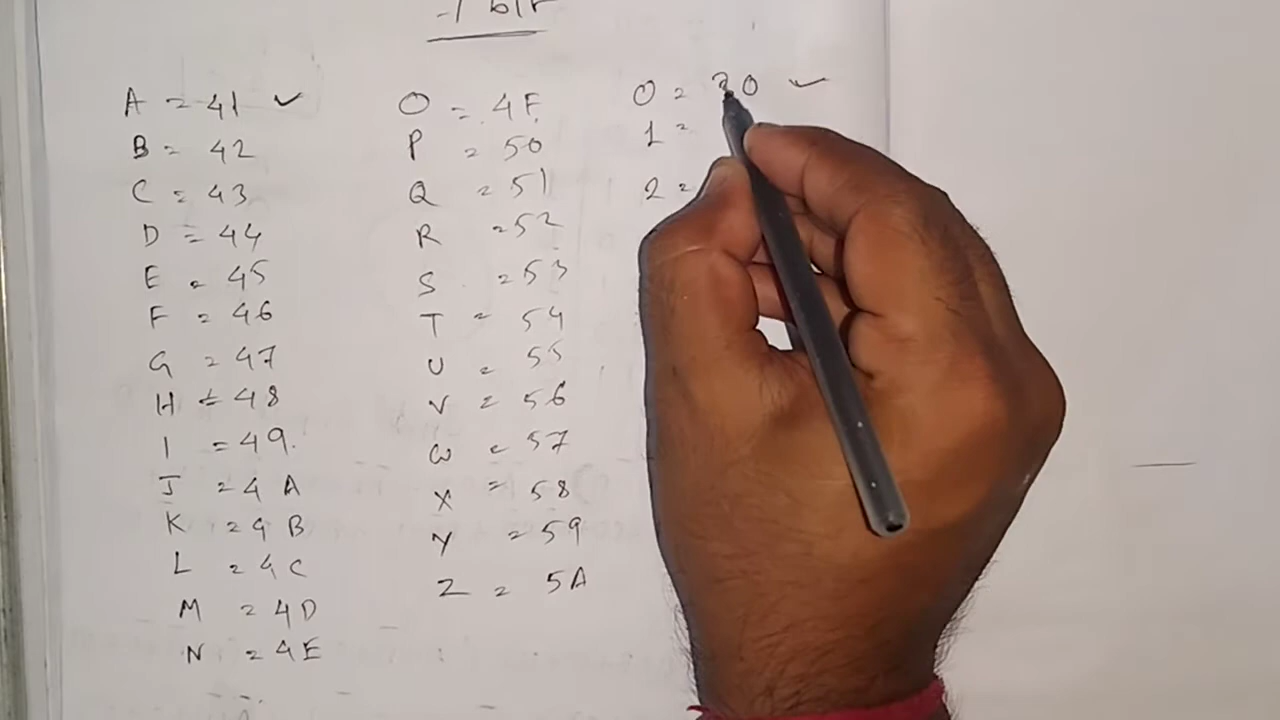 A = 41 ✓
B = 42
C = 43
D = 44
E = 45
F = 46
G = 47
H = 48
I = 49.
J = 4A
K = 4B
L = 4C
M = 4D
N = 4E
O = 4F
P = 50
Q = 51
R = 52
S = 53
T = 54
U = 55
V = 56
W = 57
X = 58
Y = 59
Z = 5A
0 = 30 ✓
1 =
2 =